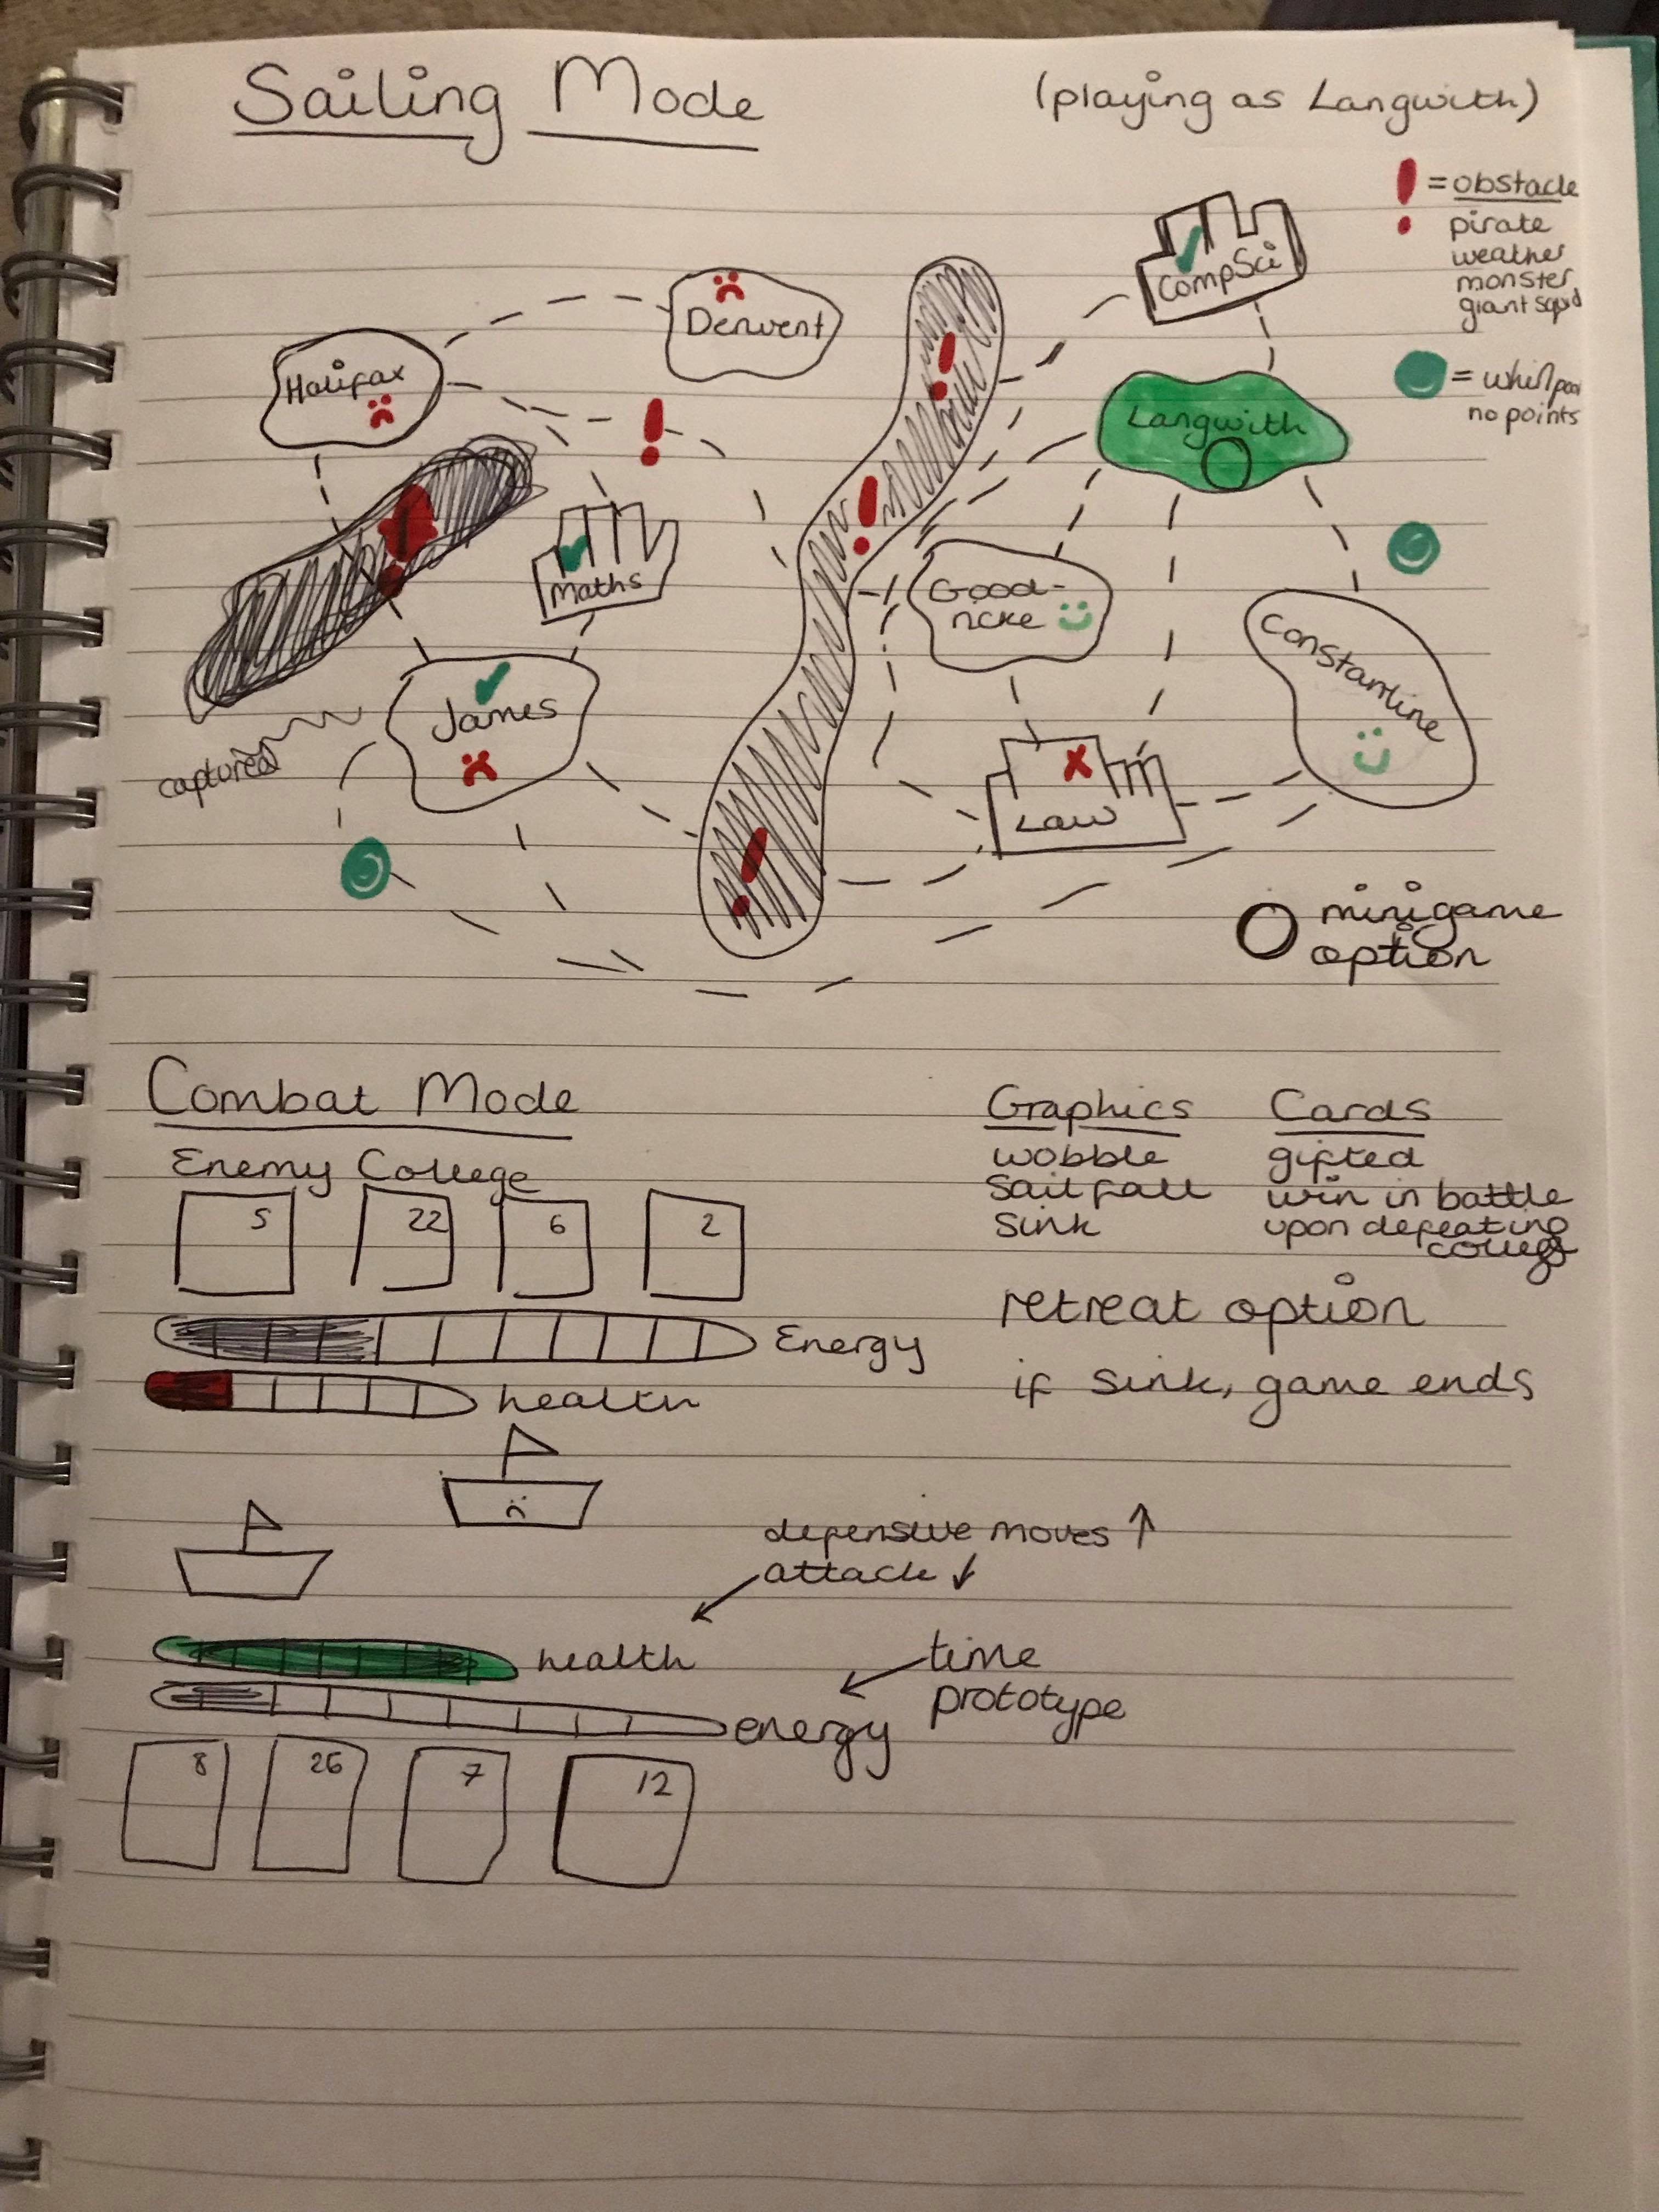 Sailing Mode
(playing as Langwith)
! = obstacle
pirate
weather
monster
giant squid
= whirlpool
no points
CompSci
Derwent
Halifax
Langwith
Maths
Good-
ricke
Constantine
James
captured
Law
minigame
option
Combat Mode
Enemy College
5 22 6 2
Energy
health
Graphics
wobble
sail fall
sink
Cards
gifted
win in battle
upon defeating
college
retreat option
if sink, game ends
defensive moves ↑
attack ↓
health
time
prototype
energy
8 26 7 12